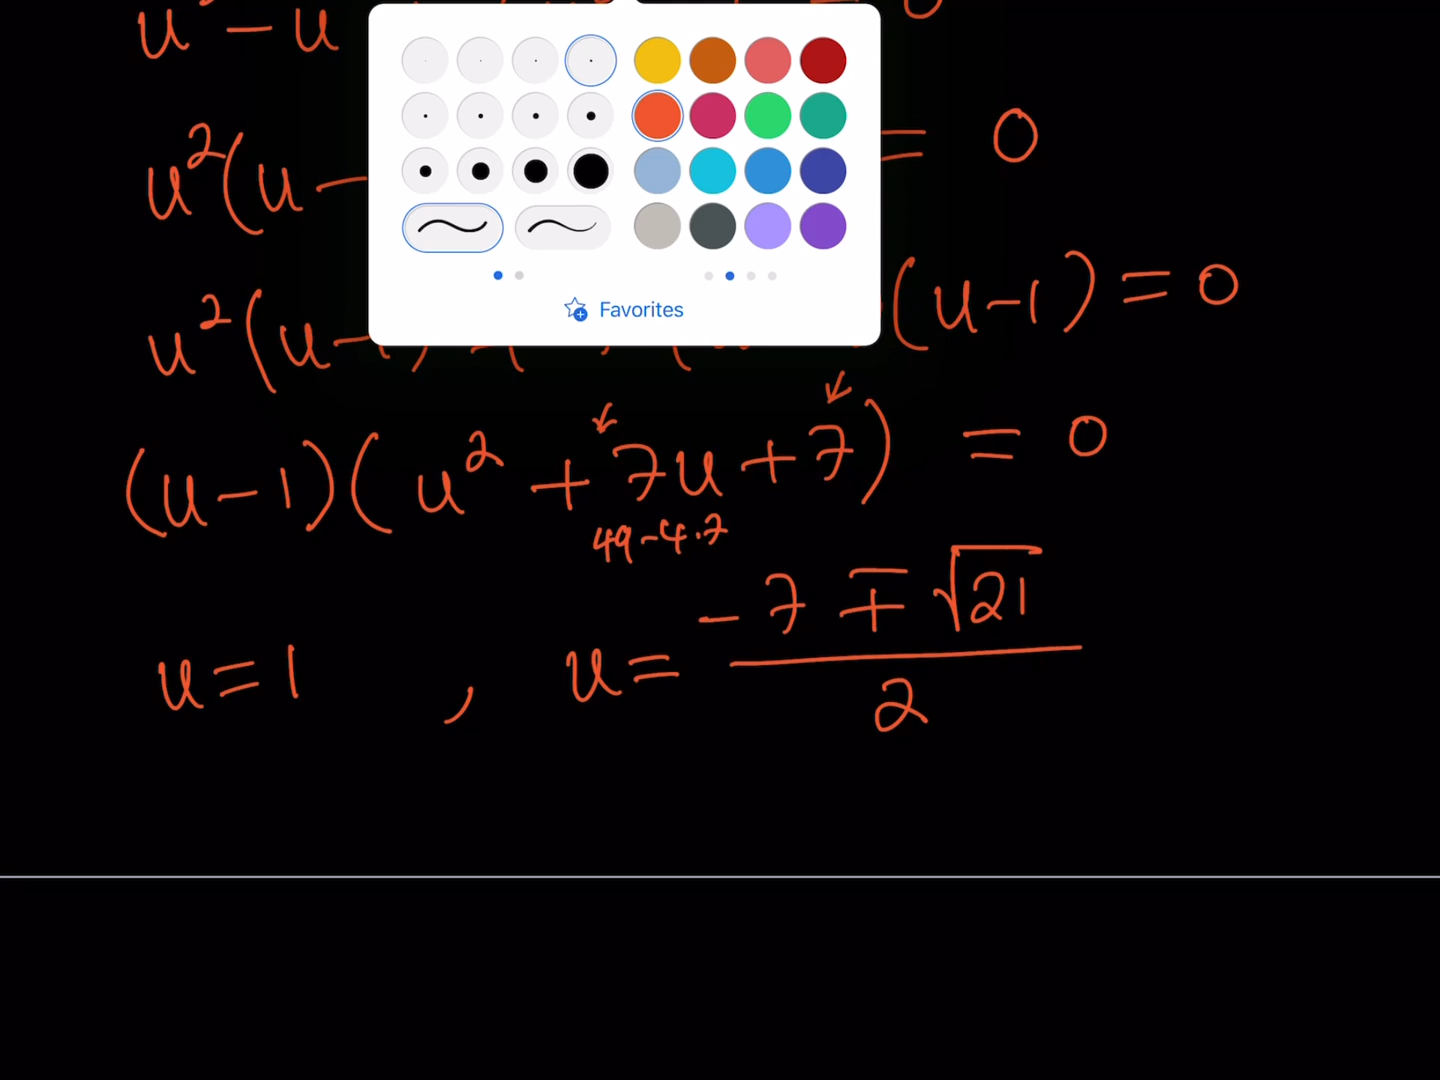 u² - u
u²(u - = 0
u²(u - (u-1) = 0
Favorites
(u-1)(u² + 7u + 7) = 0
49-4.7
u = 1 , u = -7 ∓ √21 / 2